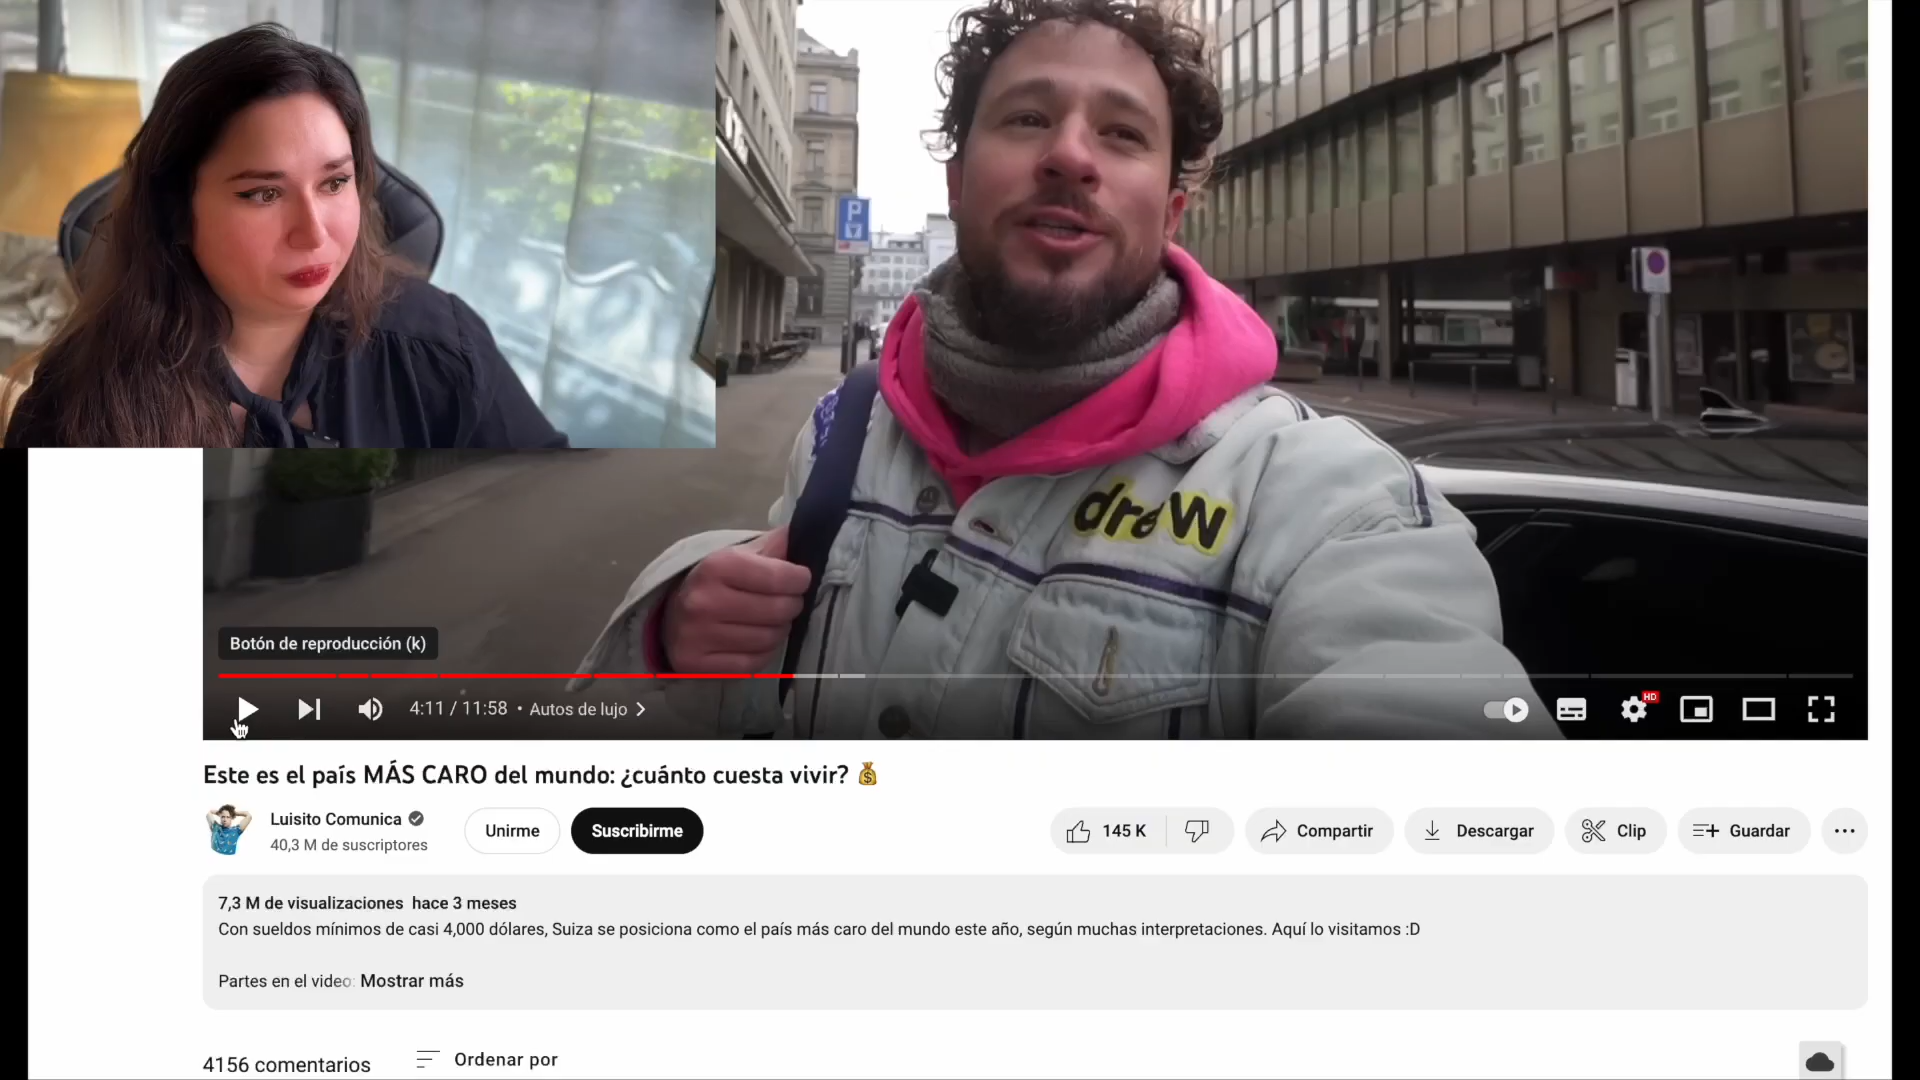 P
drew
Botón de reproducción (k)
4:11 / 11:58 • Autos de lujo
HD
Este es el país MÁS CARO del mundo: ¿cuánto cuesta vivir? 💰
Luisito Comunica
40,3 M de suscriptores
Unirme
Suscribirme
145 K
Compartir
Descargar
Clip
Guardar
7,3 M de visualizaciones hace 3 meses
Con sueldos mínimos de casi 4,000 dólares, Suiza se posiciona como el país más caro del mundo este año, según muchas interpretaciones. Aquí lo visitamos :D
Partes en el video: Mostrar más
4156 comentarios
Ordenar por